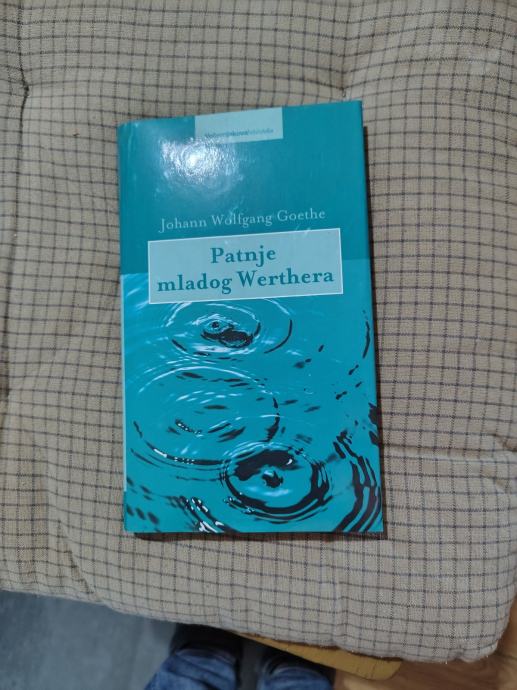 Johann Wolfgang Goethe
Patnje
mladog Werthera